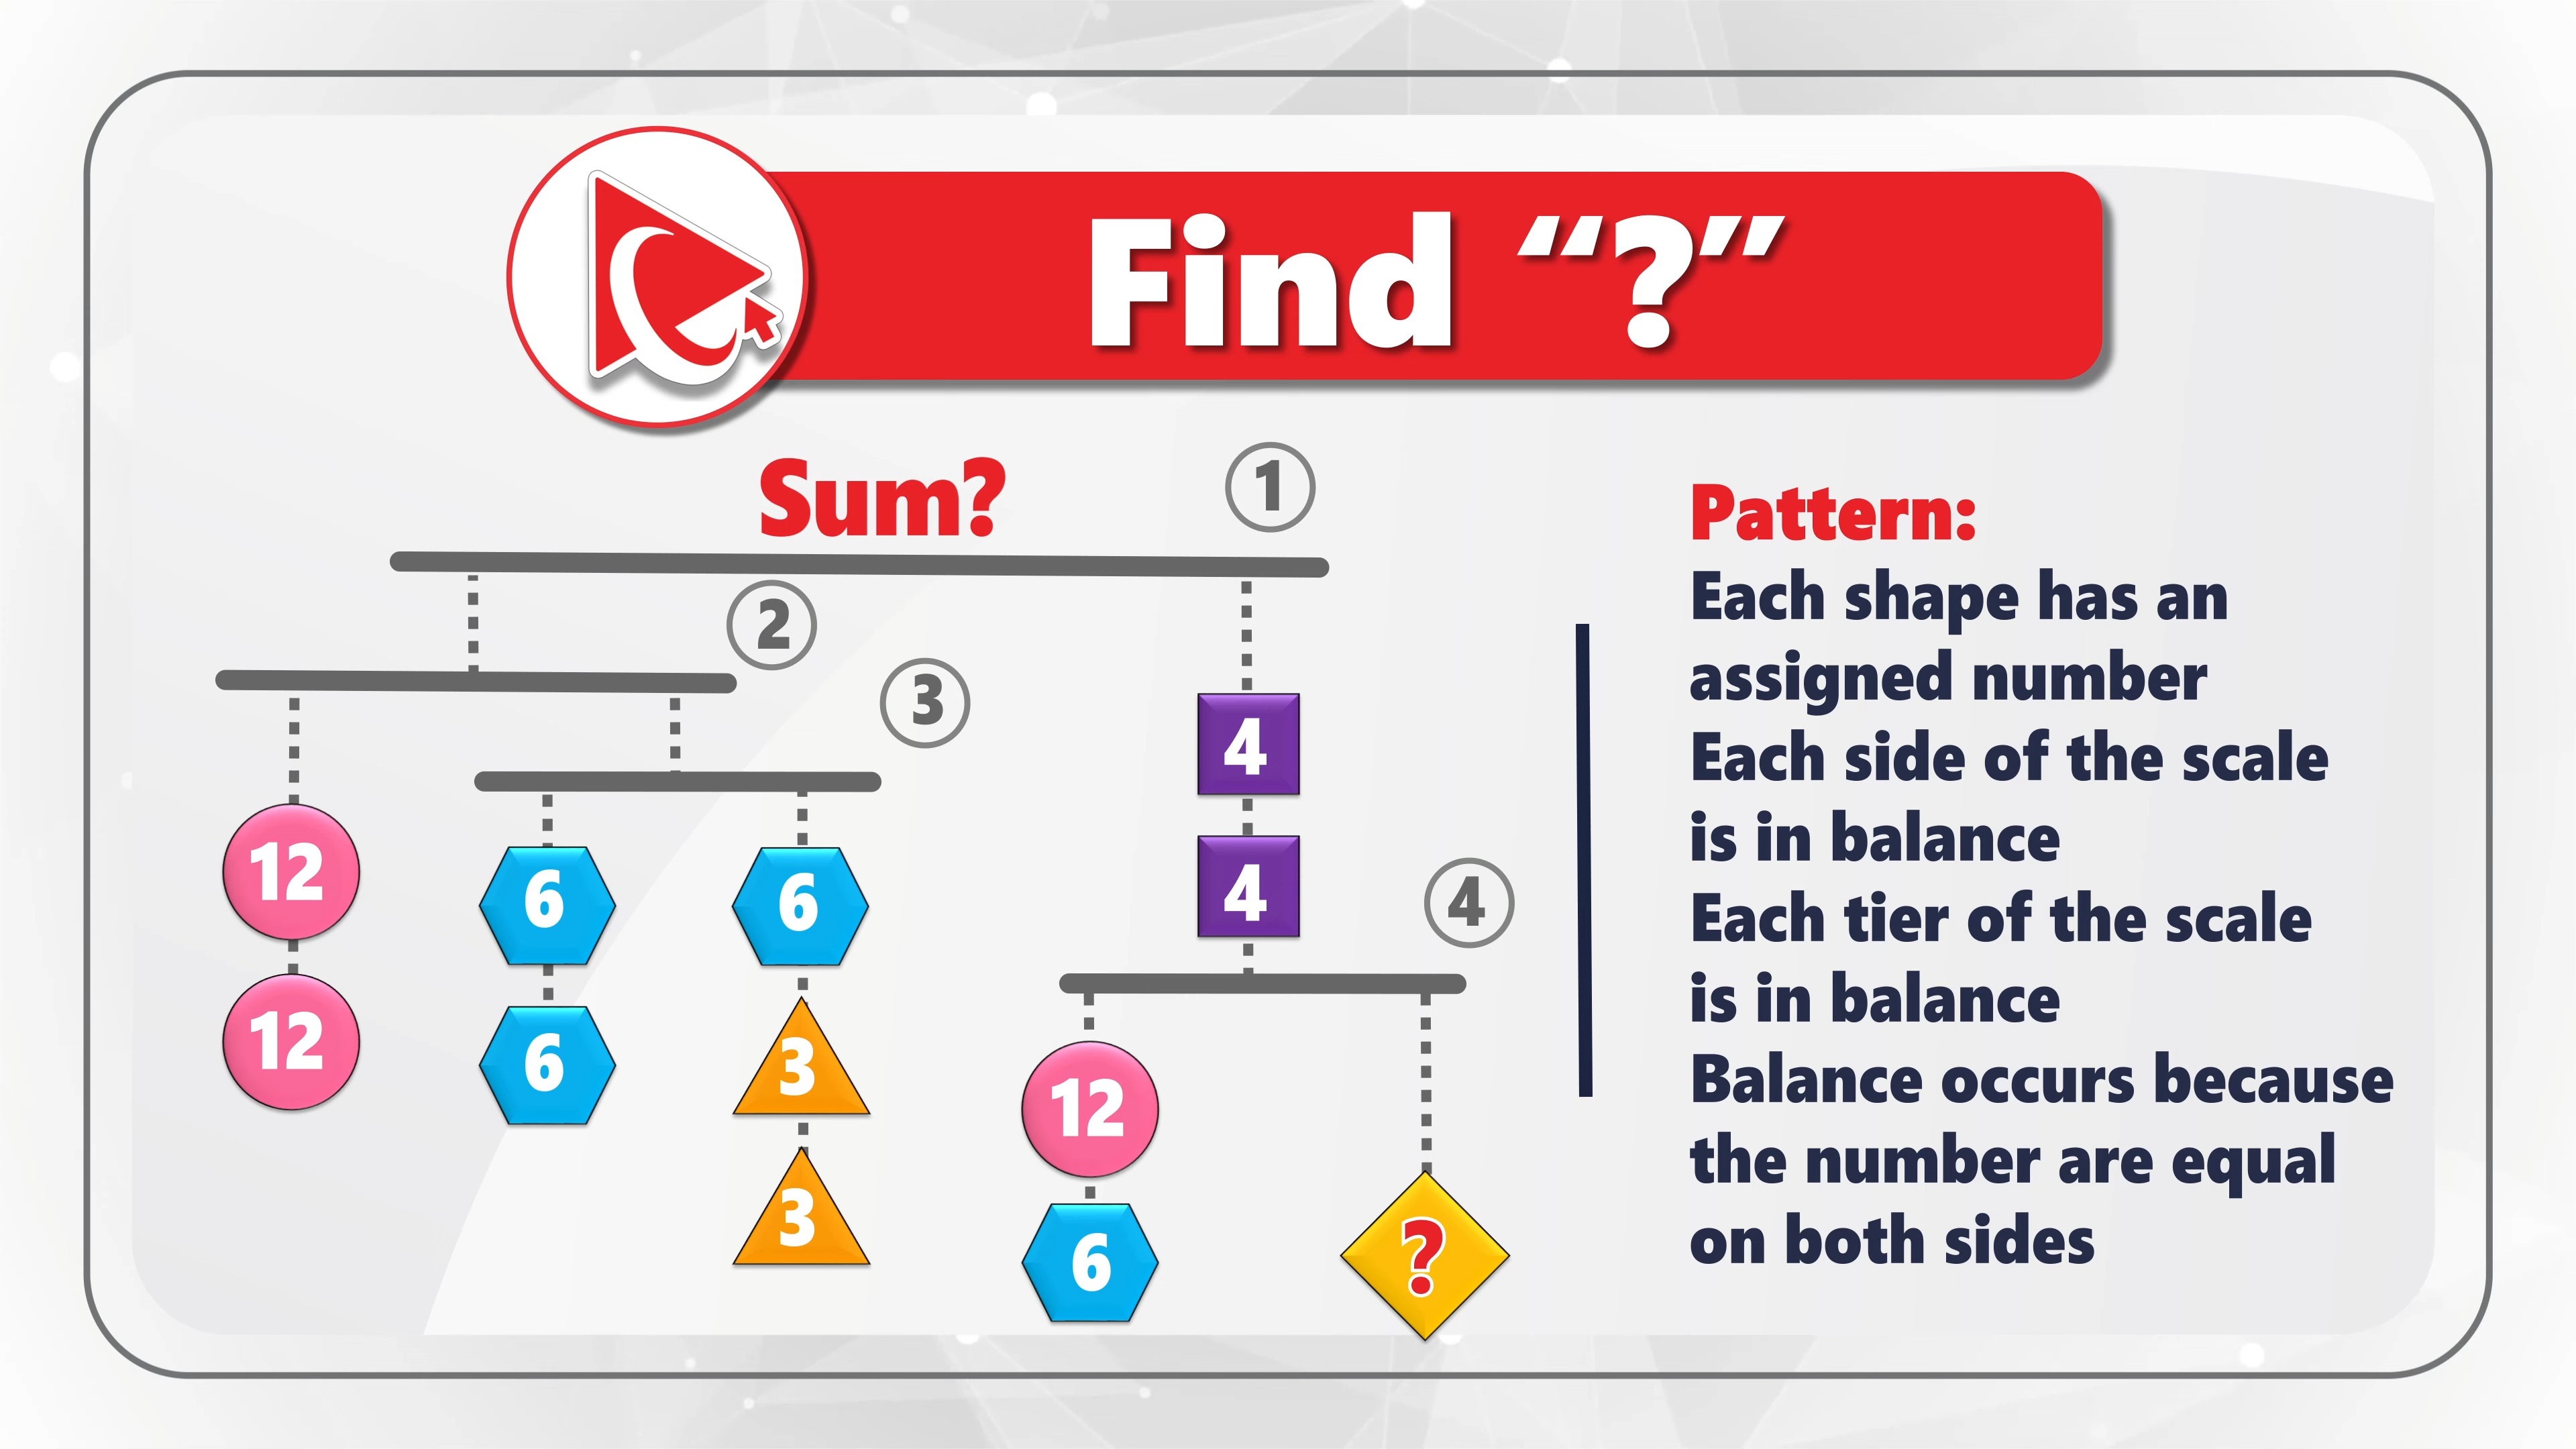 Find “?”
Sum?
1
2
3
4
4
4
12
12
6
6
6
3
3
12
6
?
Pattern:
Each shape has an
assigned number
Each side of the scale
is in balance
Each tier of the scale
is in balance
Balance occurs because
the number are equal
on both sides